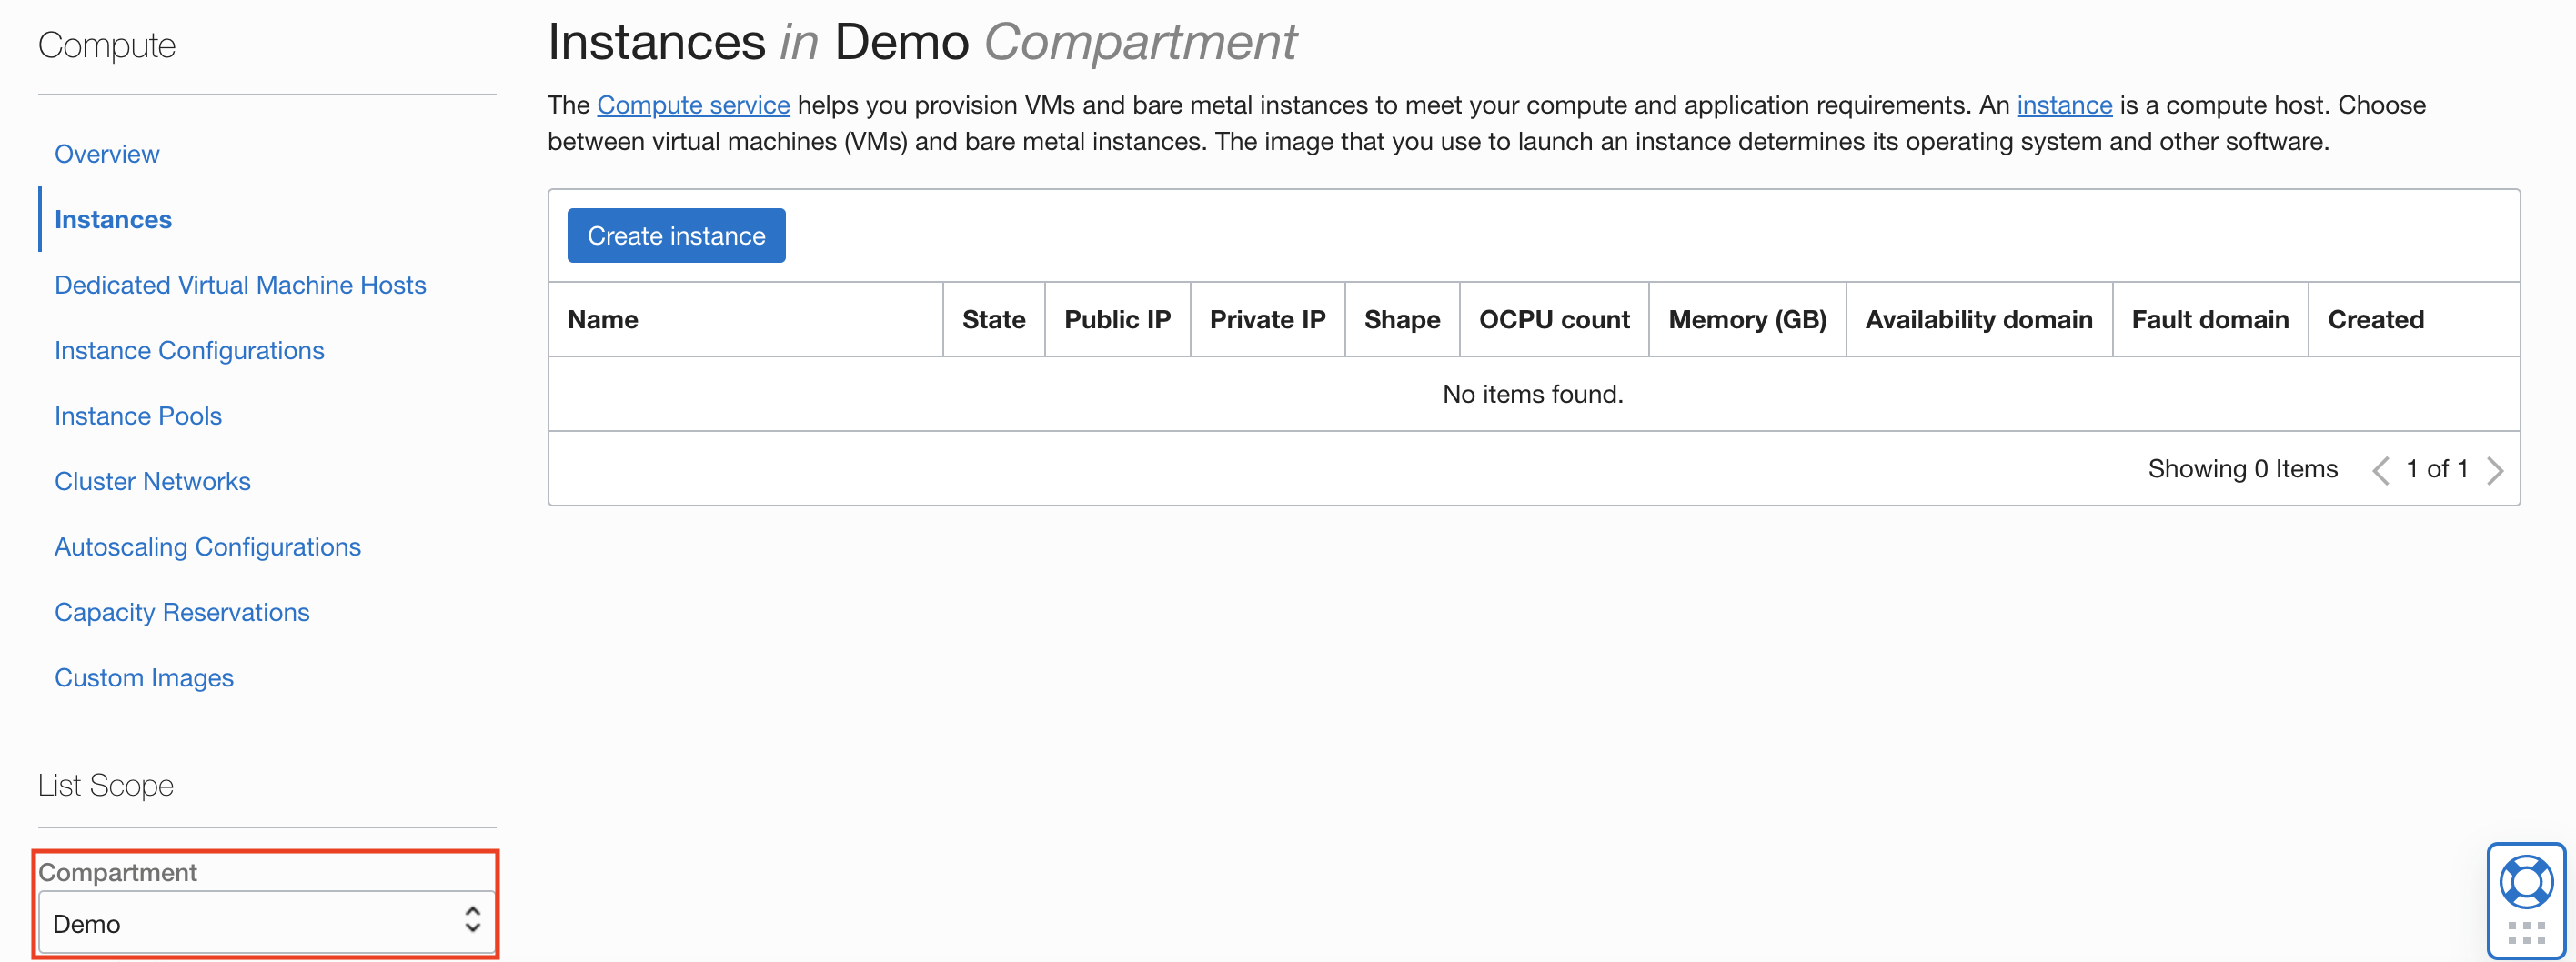 Compute
Overview
Instances
Dedicated Virtual Machine Hosts
Instance Configurations
Instance Pools
Cluster Networks
Autoscaling Configurations
Capacity Reservations
Custom Images
List Scope
Compartment
Demo
Instances in Demo Compartment
The Compute service helps you provision VMs and bare metal instances to meet your compute and application requirements. An instance is a compute host. Choose
between virtual machines (VMs) and bare metal instances. The image that you use to launch an instance determines its operating system and other software.
Create instance
Name State Public IP Private IP Shape OCPU count Memory (GB) Availability domain Fault domain Created
No items found.
Showing 0 Items 1 of 1